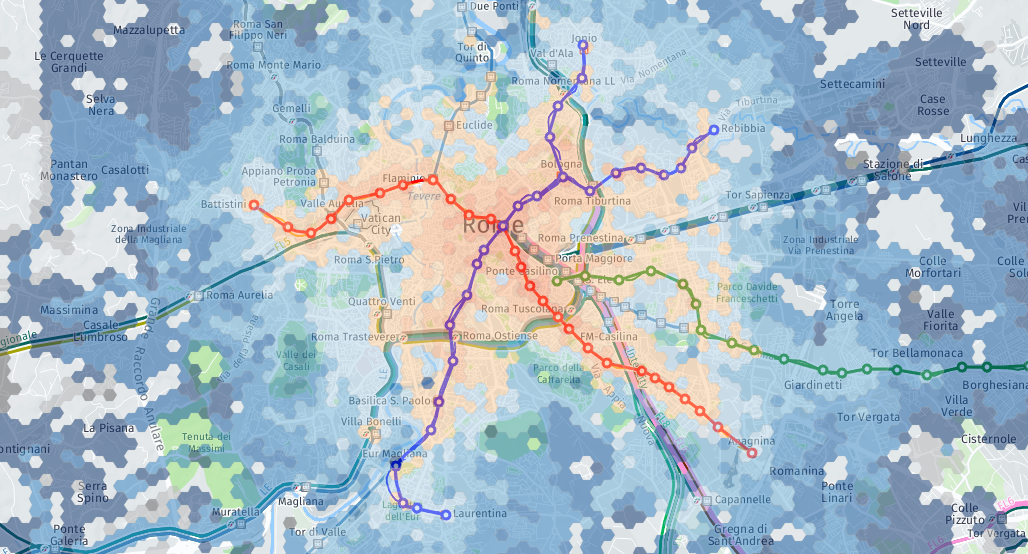 Due Ponti
Setteville
Nord
Mazzalupetta
Roma San
Filippo Neri
Jonio
Tor di
Quinto
Val d'Ala
Le Cerquette
Grandi
Roma Monte Mario
Roma Nomentana LL
Via Nomentana
Setteville
Settecamini
Selva
Nera
Gemelli
Case
Rosse
Tiburtina
Euclide
Rebibbia
Roma Balduina
Lunghezza
Pantan
Monastero
Casalotti
Appiano Proba
Petronia
Bologna
Stazione di
Salone
Flaminio
Tevere
Tor Sapienza
Battistini
Valle Aurelia
Roma Tiburtina
Vatican
City
Rome
Zona Industriale
della Magliana
FL5
Roma Prenestina
Zona Industriale
Via Prenestina
Roma S.Pietro
Porta Maggiore
Ponte Casilino
Colle
Morfortani
Parco Davide
Franceschetti
Roma Aurelia
Quattro Venti
Massimina
Casale
Lumbroso
Roma Tuscolana
Torre
Angela
Valle
Fiorita
Roma Trastevere
Roma Ostiense
FM-Casilina
Grande Raccordo Anulare
Via della Pisana
Valle dei
Casali
Parco della
Caffarella
Tor Bellamonaca
Giardinetti
Borghesiana
Basilica S. Paolo
Villa
Verde
Villa Bonelli
Tor Vergata
La Pisana
Tenuta dei
Massimi
Anagnina
Cisternole
Eur Magliana
Romanina
Serra
Spino
Magliana
Ponte
Linari
Capannelle
Laurentina
Muratella
Colle
Pizzuto
FL6
Ponte
Galeria
Tor di Valle
Gregna di
Sant'Andrea
Tor Vergata